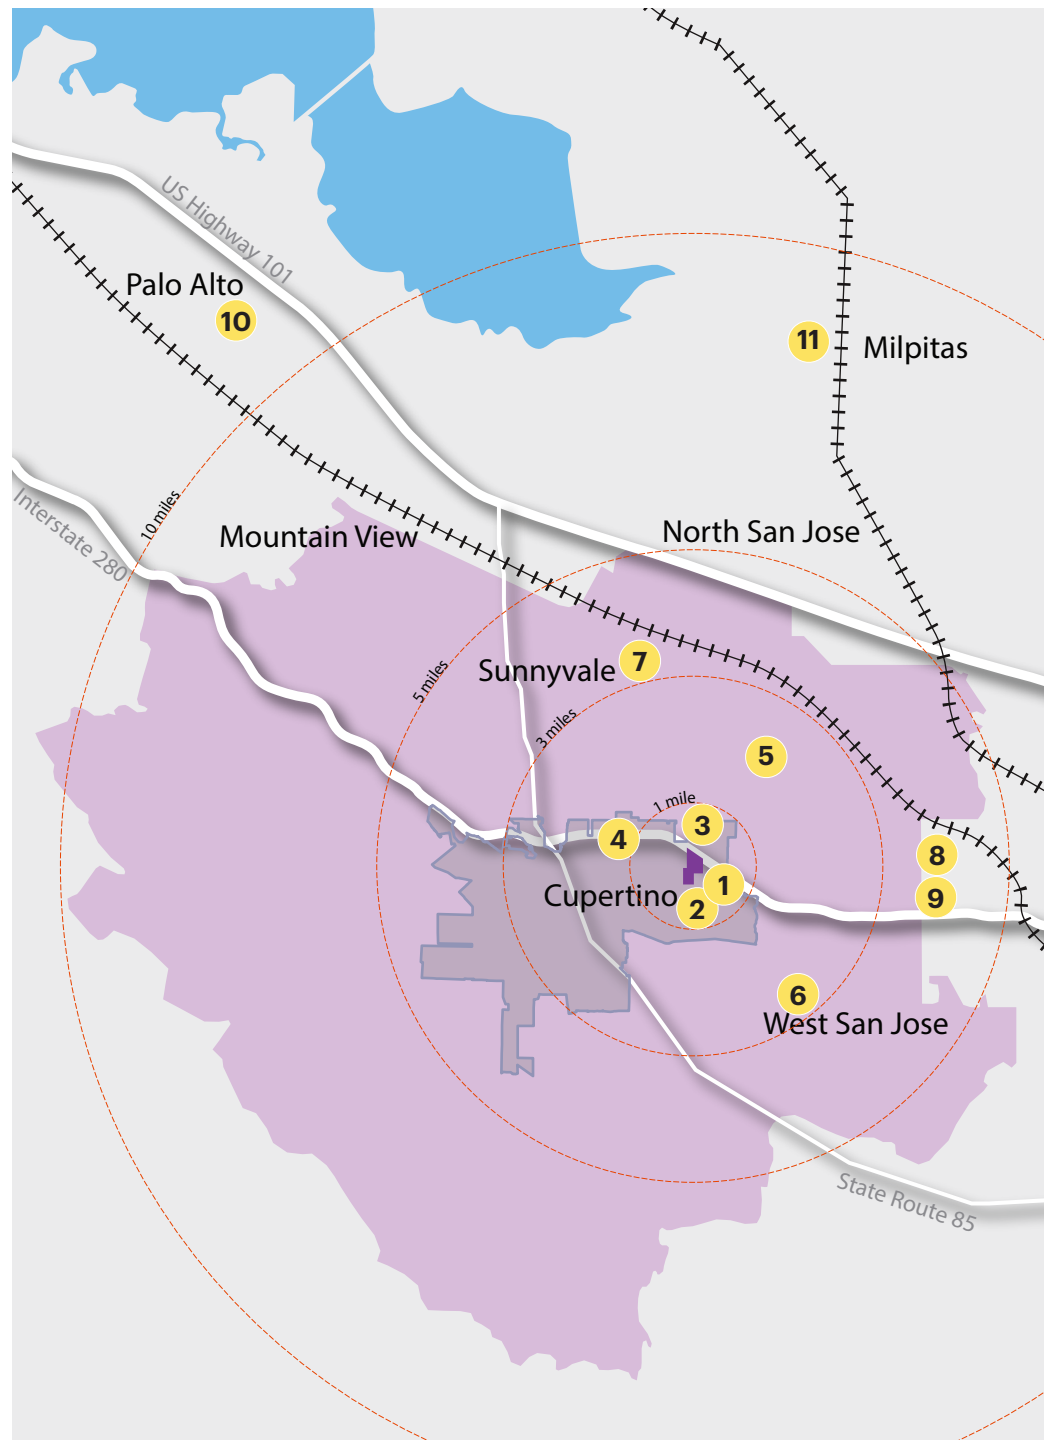 US Highway 101
Palo Alto
10
11
Milpitas
Interstate 280
10 miles
Mountain View
North San Jose
Sunnyvale
7
5 miles
3 miles
5
1 mile
3
4
8
1
Cupertino
2
9
6
West San Jose
State Route 85